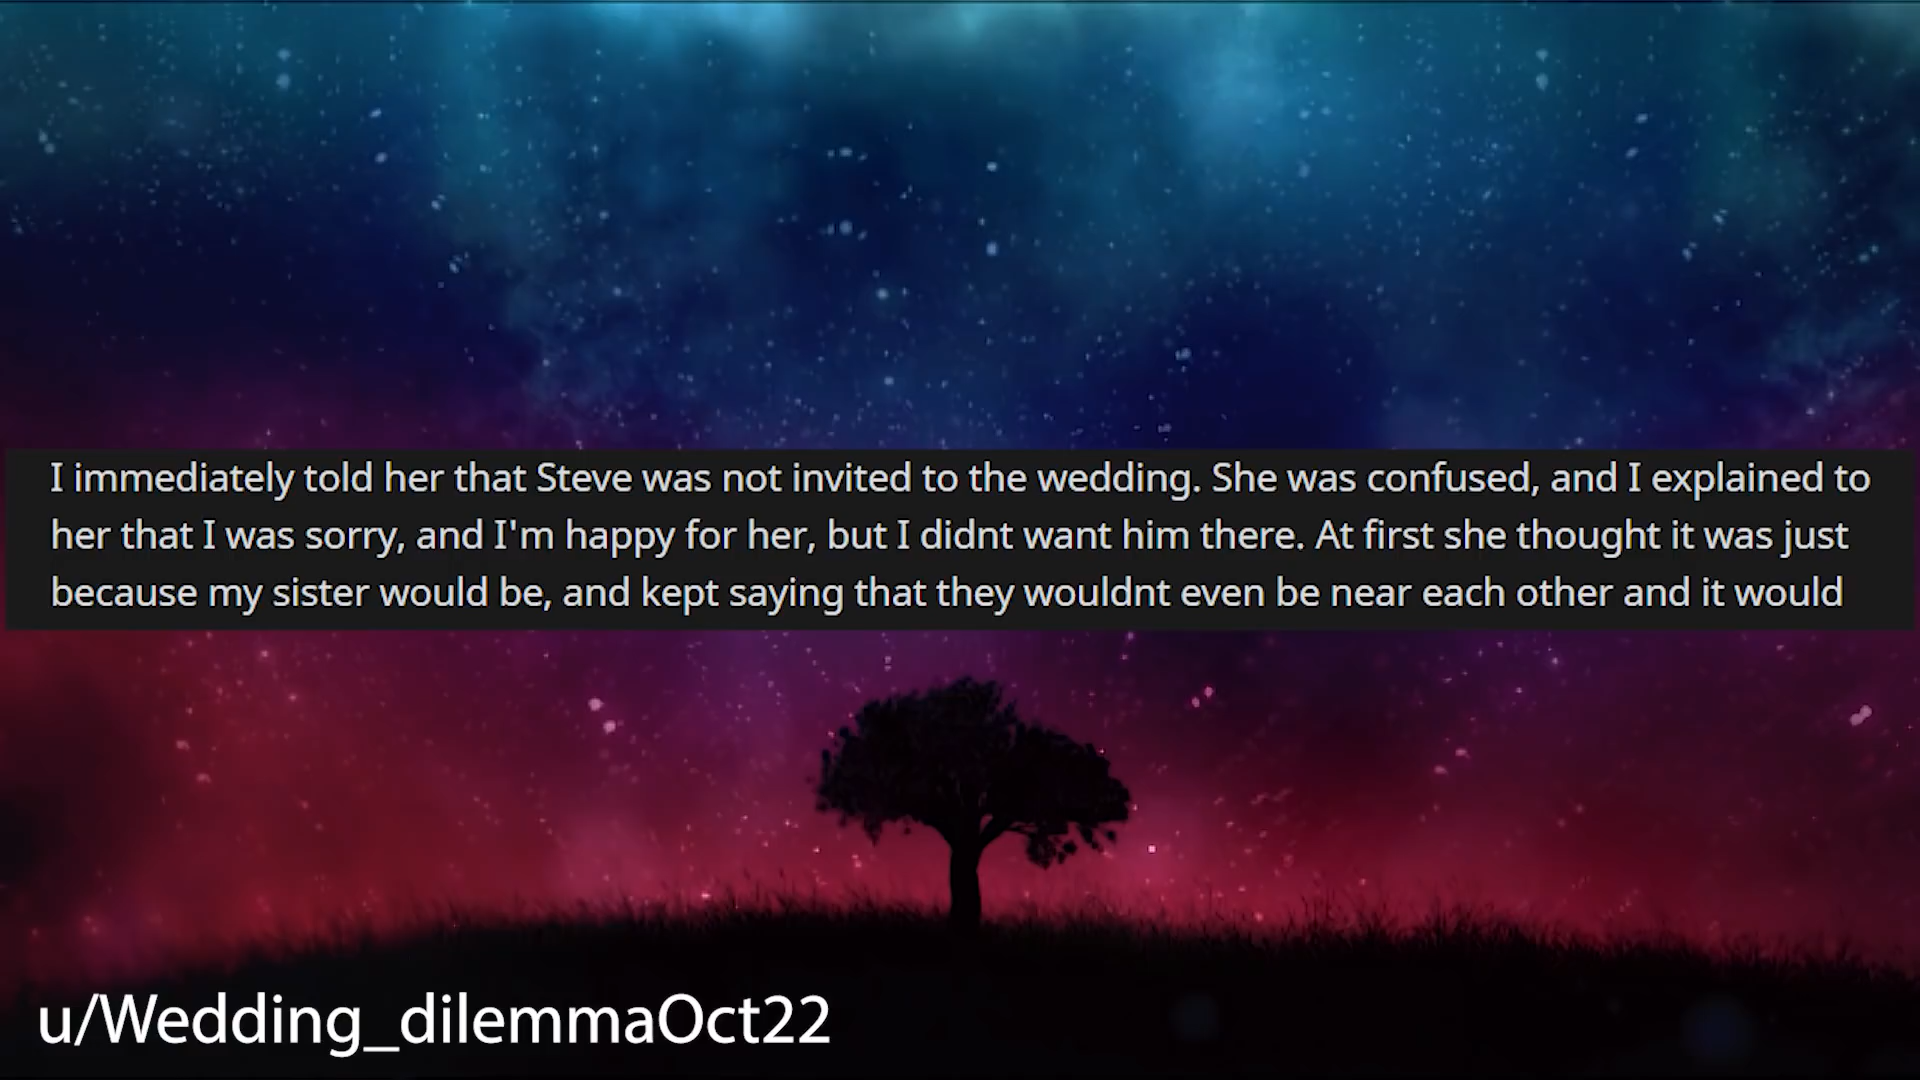 I immediately told her that Steve was not invited to the wedding. She was confused, and I explained to
her that I was sorry, and I'm happy for her, but I didnt want him there. At first she thought it was just
because my sister would be, and kept saying that they wouldnt even be near each other and it would
u/Wedding_dilemmaOct22